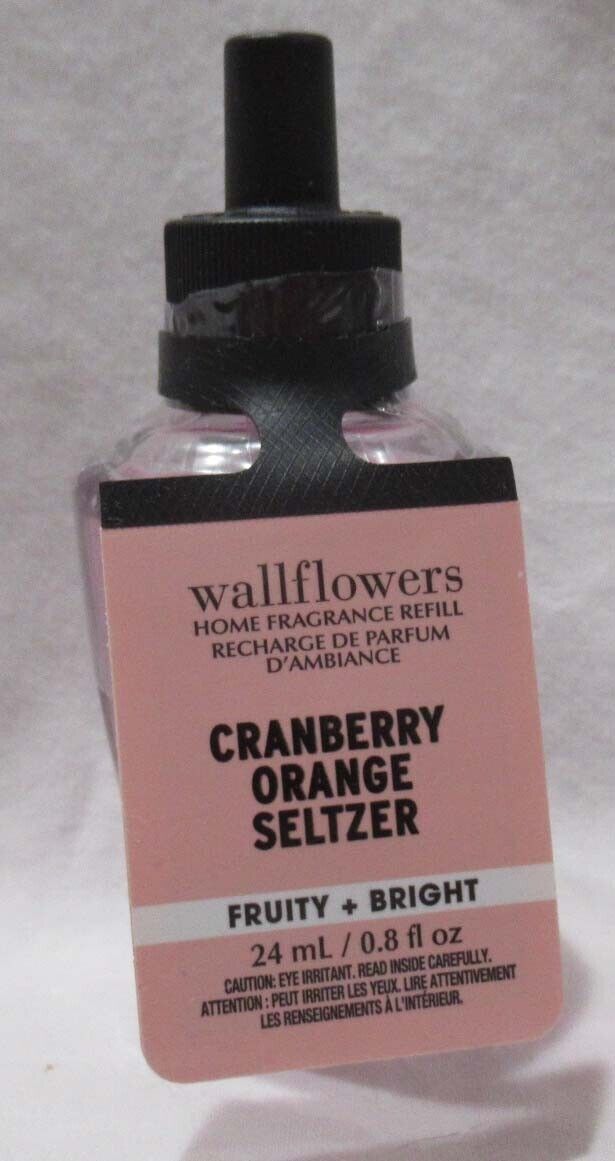 wallflowers
HOME FRAGRANCE REFILL
RECHARGE DE PARFUM
D'AMBIANCE
CRANBERRY
ORANGE
SELTZER
FRUITY + BRIGHT
24 mL / 0.8 fl oz
CAUTION: EYE IRRITANT. READ INSIDE CAREFULLY.
ATTENTION : PEUT IRRITER LES YEUX. LIRE ATTENTIVEMENT
LES RENSEIGNEMENTS À L'INTÉRIEUR.